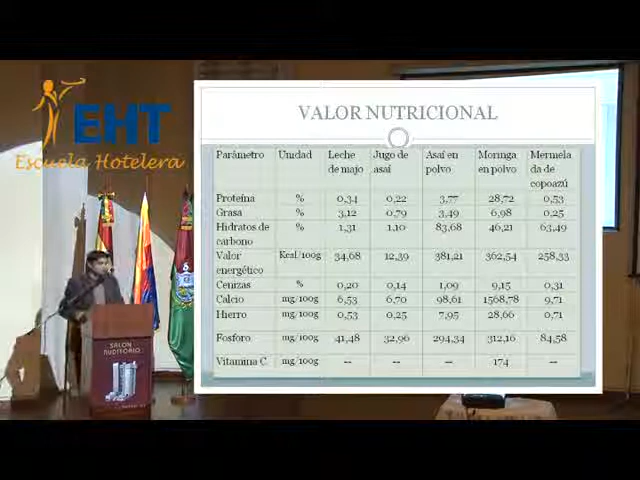 EHT
Escuela Hotelera
VALOR NUTRICIONAL
Parámetro Unidad Leche de majo Jugo de asaí Asaí en polvo Moringa en polvo Mermela da de copoazú
Proteína % 0,34 0,22 3,77 28,72 0,53
Grasa % 3,12 0,79 3,49 6,98 0,25
Hidratos de carbono % 1,31 1,10 83,68 46,21 63,49
Valor energético Kcal/100g 34,68 12,39 381,21 362,54 258,33
Cenizas % 0,20 0,14 1,09 9,15 0,31
Calcio mg/100g 6,53 6,70 98,61 1568,78 9,71
Hierro mg/100g 0,53 0,25 7,95 28,66 0,71
Fosforo mg/100g 41,48 32,96 294,34 312,16 84,58
Vitamina C mg/100g -- -- -- 174 --
SALON
AUDITORIO